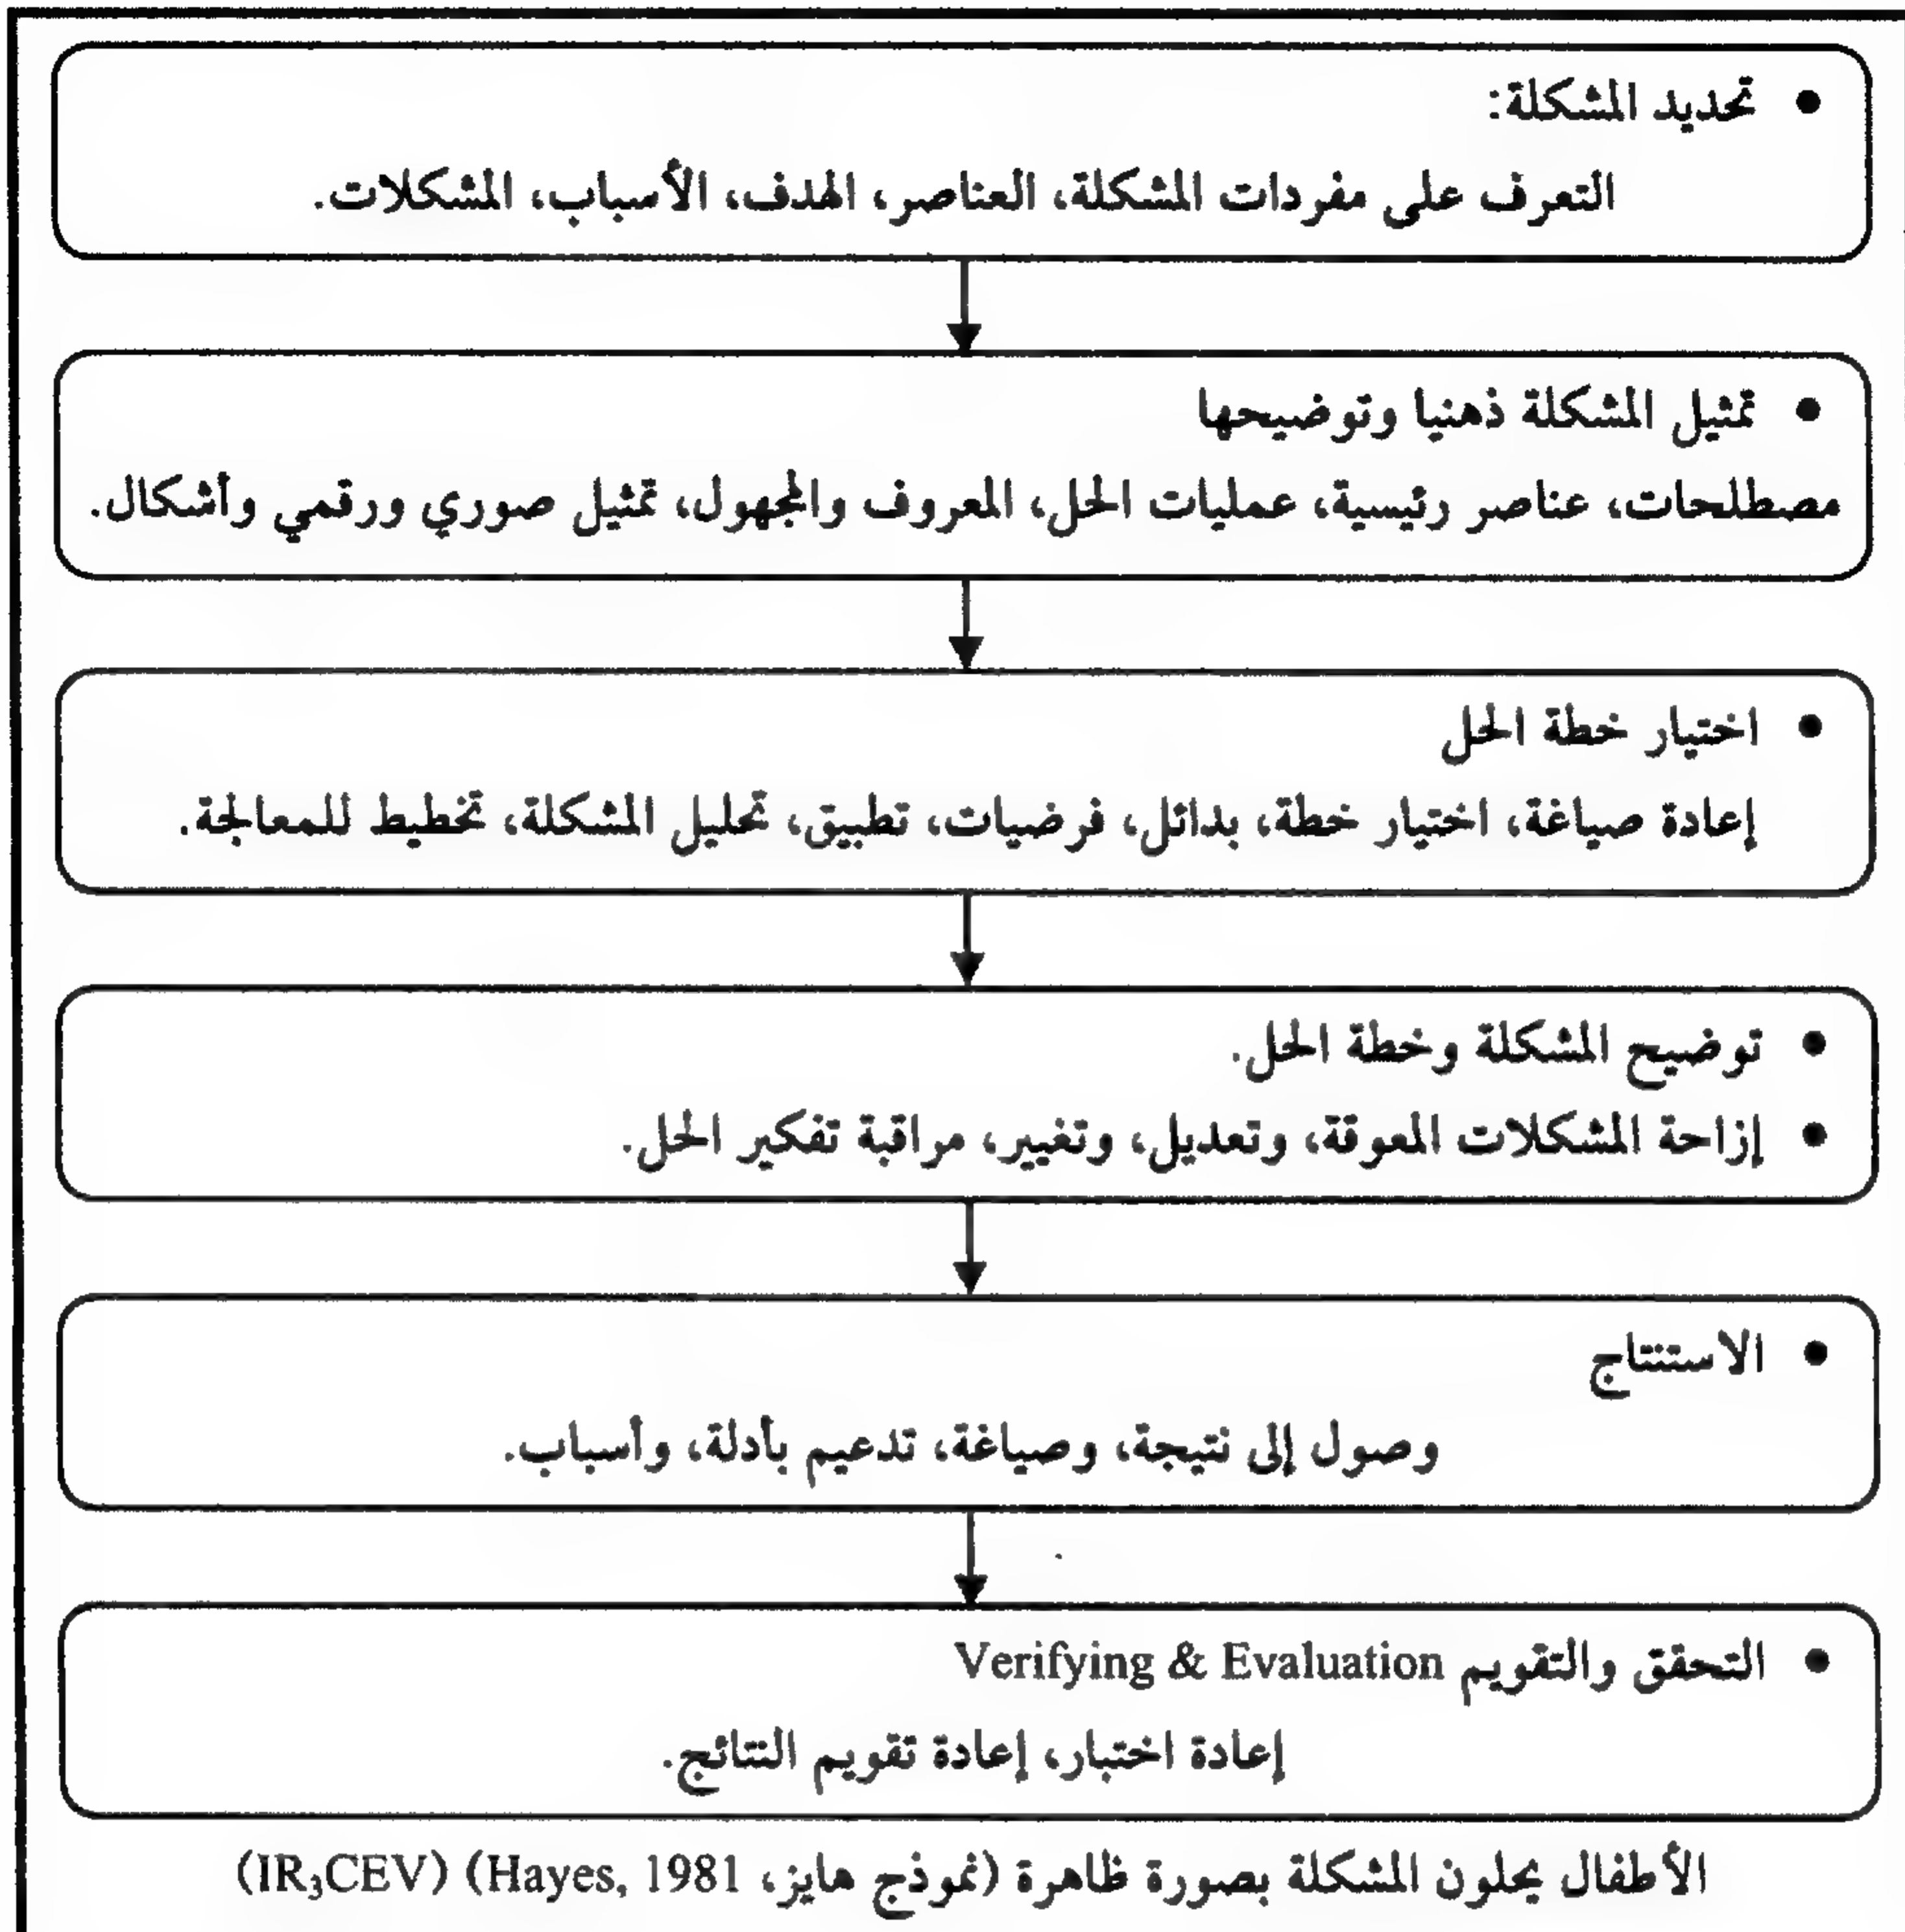 • تحديد المشكلة:
التعرف على مفردات المشكلة، العناصر، الهدف، الأسباب، المشكلات.
• تمثيل المشكلة ذهنيا وتوضيحها
مصطلحات، عناصر رئيسية، عمليات الحل، المعروف والمجهول، تمثيل صوري ورقمي وأشكال.
• اختيار خطة الحل
إعادة صياغة، اختيار خطة، بدائل، فرضيات، تطبيق، تحليل المشكلة، تخطيط للمعالجة.
• توضيح المشكلة وخطة الحل.
• إزاحة المشكلات المعوقة، وتعديل، وتغيير، مراقبة تفكير الحل.
• الاستنتاج
وصول إلى نتيجة، وصياغة، تدعيم بأدلة، وأسباب.
• التحقق والتقويم Verifying & Evaluation
إعادة اختبار، إعادة تقويم النتائج.
الأطفال يحلون المشكلة بصورة ظاهرة (نموذج هايز، Hayes, 1981) (IR₃CEV)